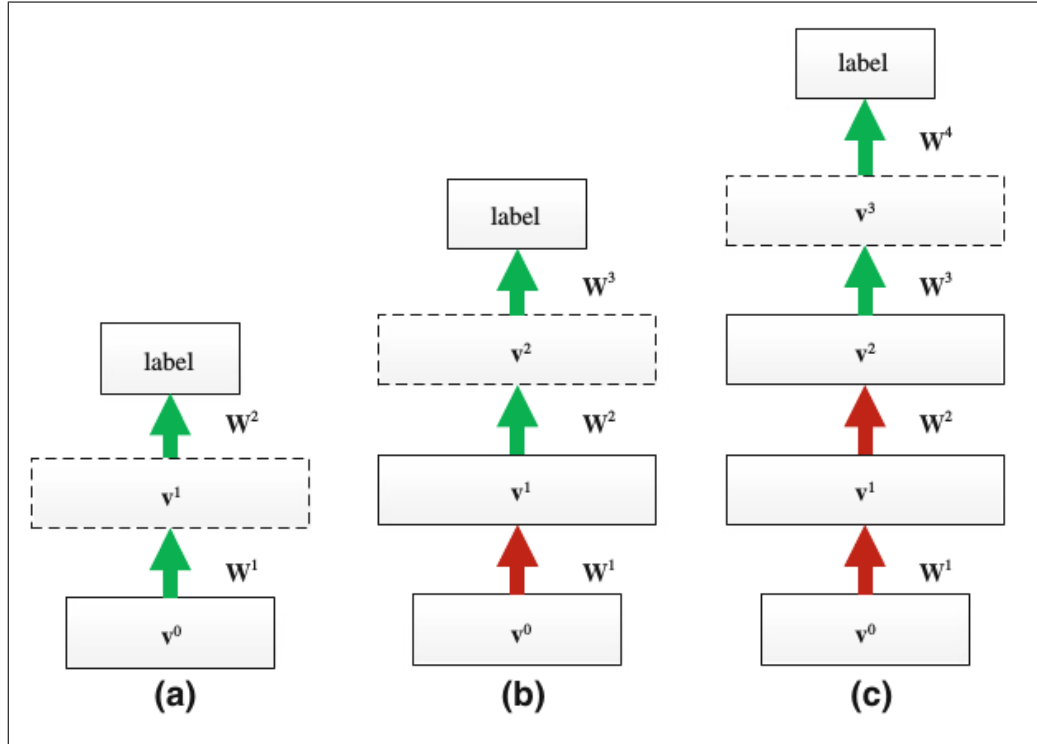 label
W²
v¹
W¹
v⁰
(a)
label
W³
v²
W²
v¹
W¹
v⁰
(b)
label
W⁴
v³
W³
v²
W²
v¹
W¹
v⁰
(c)